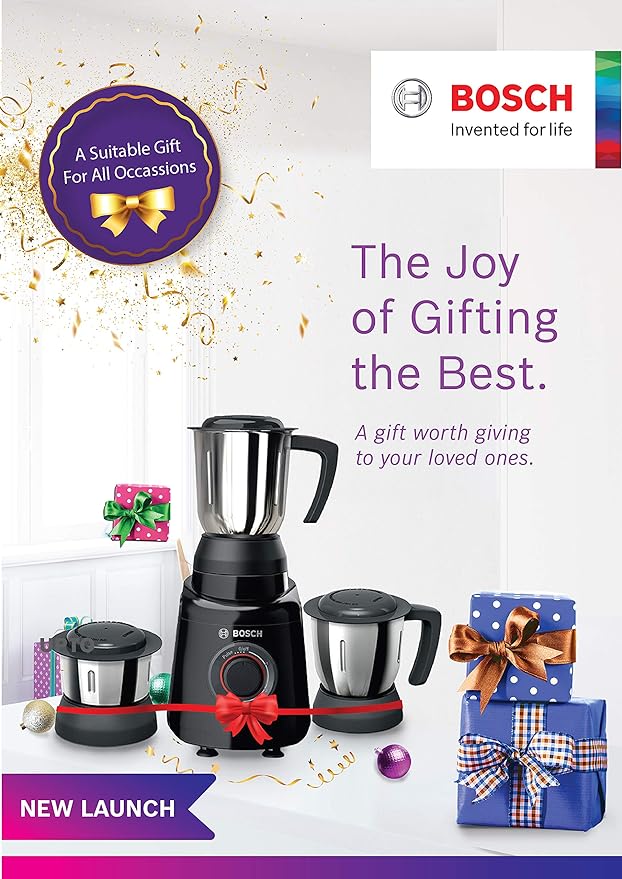 A Suitable Gift
For All Occassions
BOSCH
Invented for life
The Joy
of Gifting
the Best.
A gift worth giving
to your loved ones.
BOSCH
Pulse
NEW LAUNCH